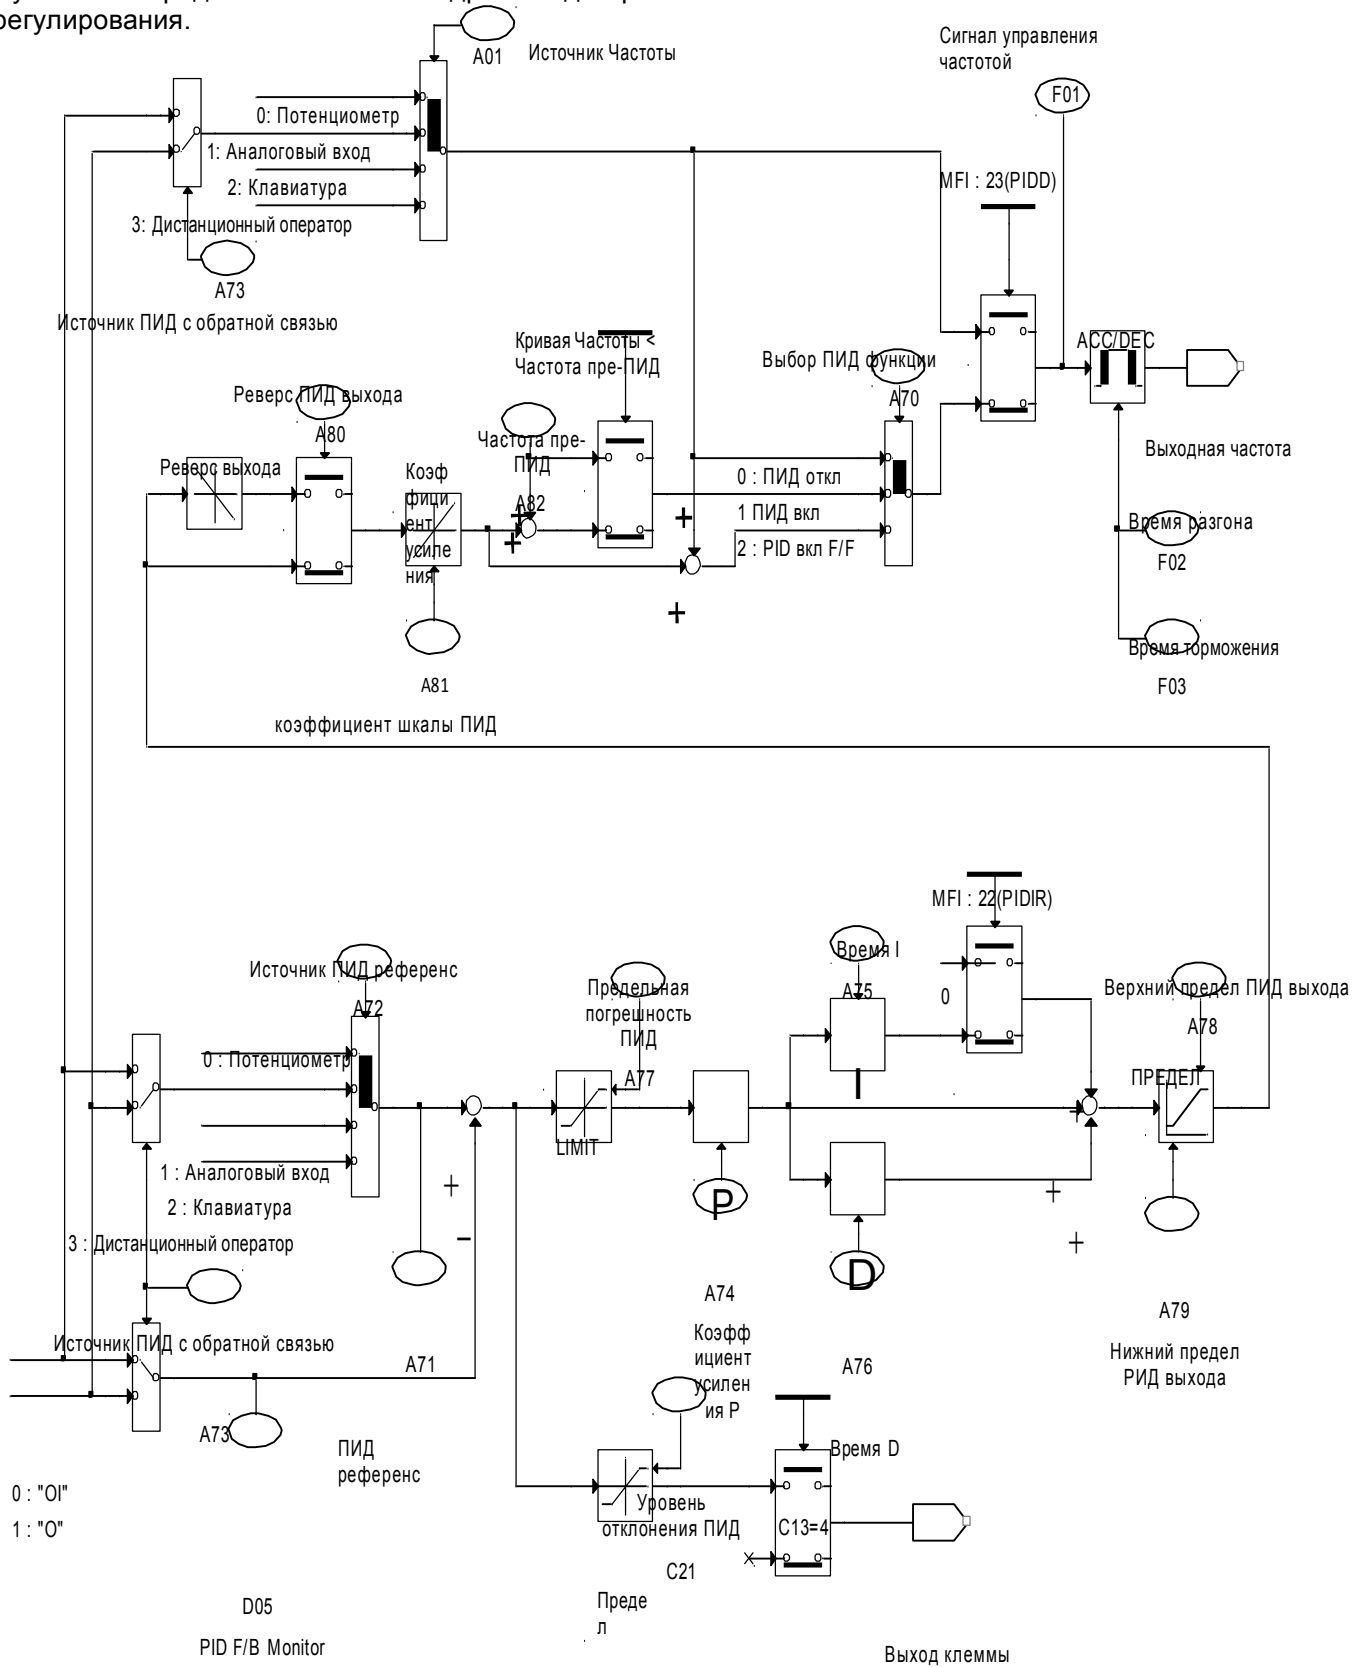 регулирования.
A01
Источник Частоты
Сигнал управления
частотой
F01
0: Потенциометр
1: Аналоговый вход
2: Клавиатура
3: Дистанционный оператор
MFI : 23(PIDD)
A73
Источник ПИД с обратной связью
Кривая Частоты <
Частота пре-ПИД
Выбор ПИД функции
ACC/DEC
Реверс ПИД выхода
A80
A70
Частота пре-
ПИД
A82
Выходная частота
Реверс выхода
Коэф
фици
ент
усиле
ния
0 : ПИД откл
1 ПИД вкл
2 : PID вкл F/F
+
+
+
+
Время разгона
F02
Время торможения
F03
A81
коэффициент шкалы ПИД
MFI : 22(PIDIR)
Источник ПИД референс
A72
Предельная
погрешность
ПИД
A77
Время I
A75
0
Верхний предел ПИД выхода
A78
0 : Потенциометр
ПРЕДЕЛ
I
+
LIMIT
1 : Аналоговый вход
2 : Клавиатура
3 : Дистанционный оператор
+
−
P
+
+
D
A74
Коэфф
ициент
усилен
ия P
A79
Нижний предел
РИД выхода
Источник ПИД с обратной связью
A71
A76
A73
ПИД
референс
Время D
0 : "OI"
1 : "O"
Уровень
отклонения ПИД
C13=4
C21
D05
PID F/B Monitor
Преде
л
Выход клеммы